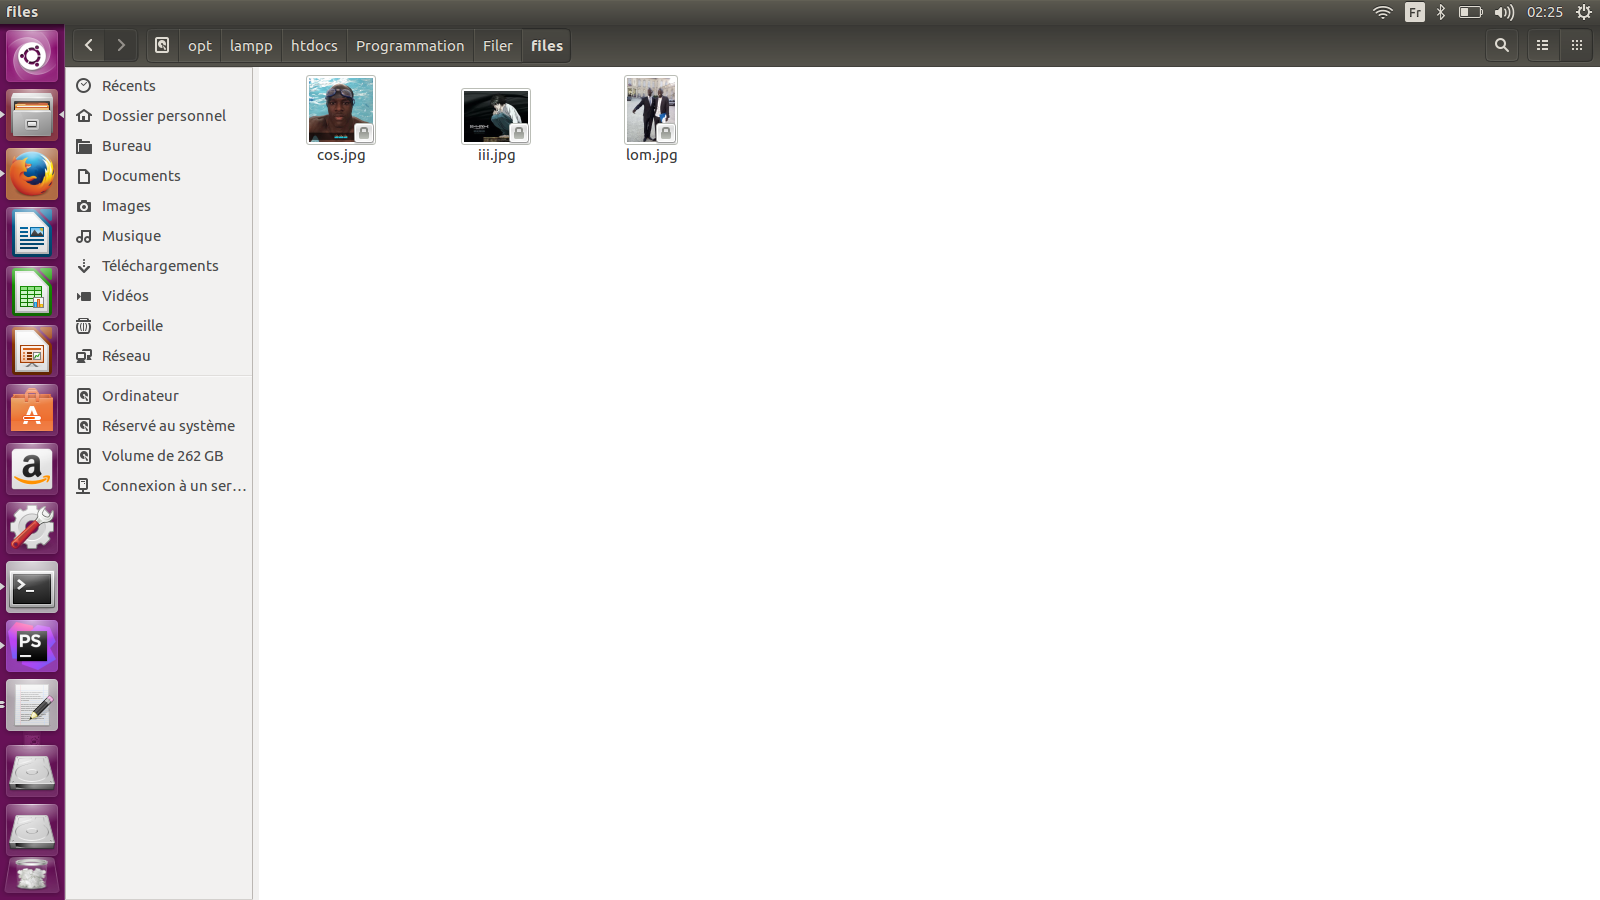 files
Fr
02:25
opt
lampp
htdocs
Programmation
Filer
files
Récents
Dossier personnel
Bureau
Documents
Images
Musique
Téléchargements
Vidéos
Corbeille
Réseau
Ordinateur
Réservé au système
Volume de 262 GB
Connexion à un ser…
cos.jpg
iii.jpg
lom.jpg
A
a
>_
PS